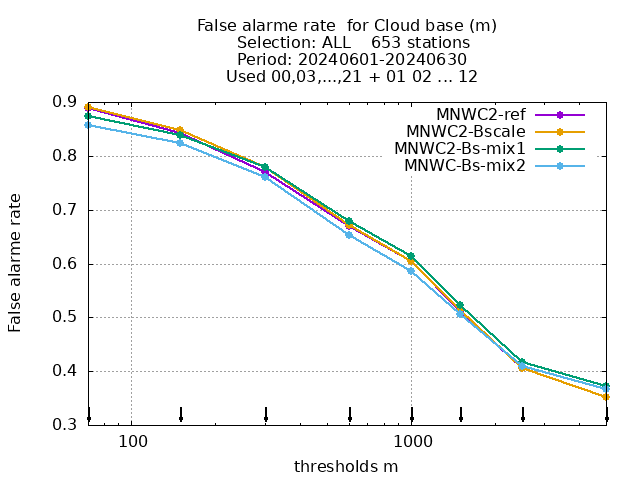 False alarme rate  for Cloud base (m)
Selection: ALL    653 stations
Period: 20240601-20240630
Used 00,03,...,21 + 01 02 ... 12
MNWC2-ref
MNWC2-Bscale
MNWC2-Bs-mix1
MNWC-Bs-mix2
False alarme rate
0.9
0.8
0.7
0.6
0.5
0.4
0.3
100
1000
thresholds m